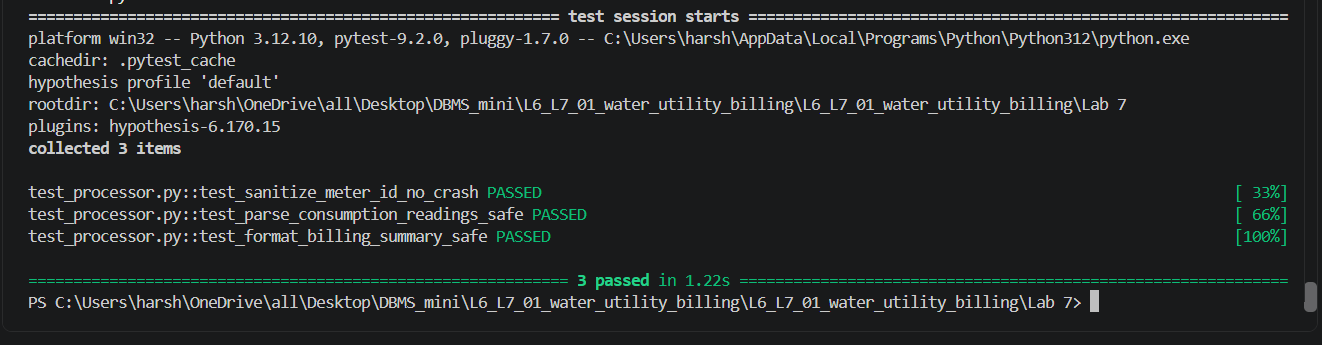 =========================================================== test session starts ============================================================
platform win32 -- Python 3.12.10, pytest-9.2.0, pluggy-1.7.0 -- C:\Users\harsh\AppData\Local\Programs\Python\Python312\python.exe
cachedir: .pytest_cache
hypothesis profile 'default'
rootdir: C:\Users\harsh\OneDrive\all\Desktop\DBMS_mini\L6_L7_01_water_utility_billing\L6_L7_01_water_utility_billing\Lab 7
plugins: hypothesis-6.170.15
collected 3 items
test_processor.py::test_sanitize_meter_id_no_crash PASSED [ 33%]
test_processor.py::test_parse_consumption_readings_safe PASSED [ 66%]
test_processor.py::test_format_billing_summary_safe PASSED [100%]
============================================================ 3 passed in 1.22s =============================================================
PS C:\Users\harsh\OneDrive\all\Desktop\DBMS_mini\L6_L7_01_water_utility_billing\L6_L7_01_water_utility_billing\Lab 7>